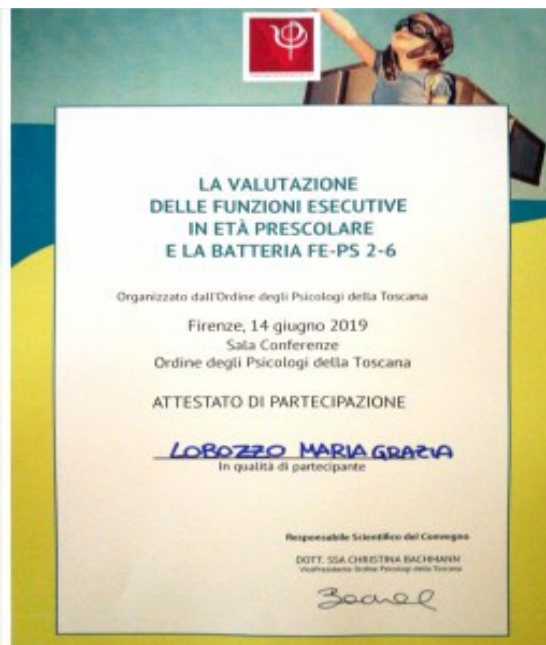 LA VALUTAZIONE
DELLE FUNZIONI ESECUTIVE
IN ETÀ PRESCOLARE
E LA BATTERIA FE-PS 2-6
Organizzato dall'Ordine degli Psicologi della Toscana
Firenze, 14 giugno 2019
Sala Conferenze
Ordine degli Psicologi della Toscana
ATTESTATO DI PARTECIPAZIONE
LOBOZZO MARIA GRAZIA
In qualità di partecipante
Responsabile Scientifico del Convegno
DOTT. SSA CHRISTINA BACHMANN
VicePresidente Ordine Psicologi della Toscana